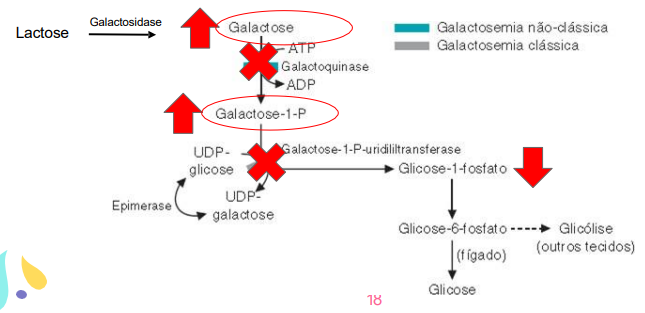 Lactose
Galactosidase
Galactose
Galactosemia não-clássica
Galactosemia clássica
ATP
Galactoquinase
ADP
Galactose-1-P
UDP-
glicose
Galactose-1-P-uridililtransferase
Glicose-1-fosfato
Epimerase
UDP-
galactose
Glicose-6-fosfato
Glicólise
(outros tecidos)
(fígado)
Glicose
18